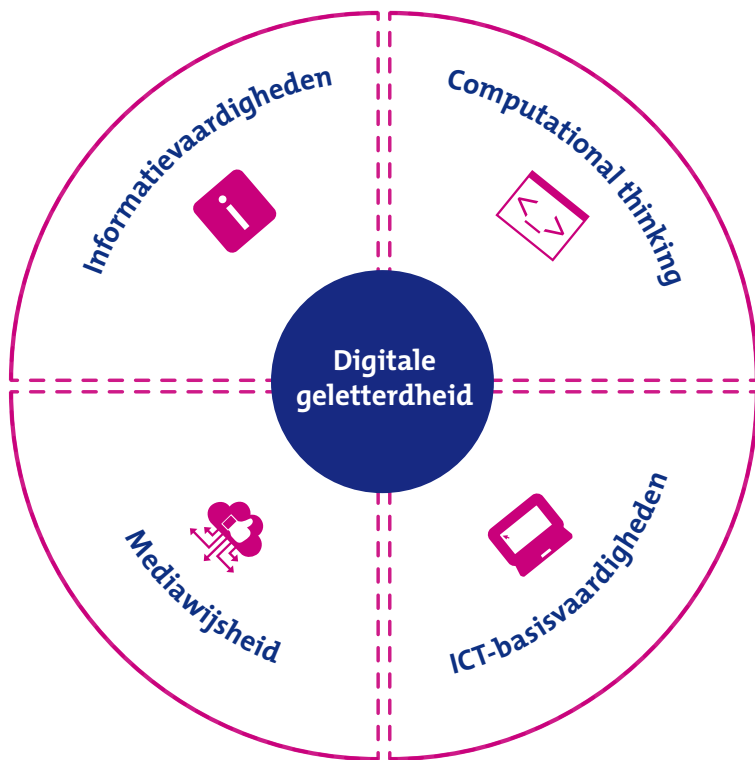 Informatievaardigheden
Computational thinking
Digitale
geletterdheid
Mediawijsheid
ICT-basisvaardigheden